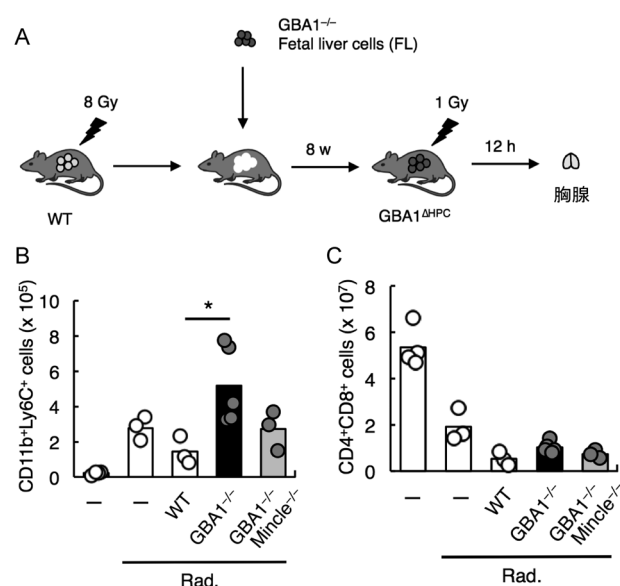 A
GBA1⁻/⁻
Fetal liver cells (FL)
8 Gy
1 Gy
8 w
12 h
WT
GBA1ΔHPC
胸腺
B
CD11b⁺Ly6C⁺ cells (x 10⁵)
10
8
6
4
2
0
*
–
–
WT
GBA1⁻/⁻
GBA1⁻/⁻
Mincle⁻/⁻
Rad.
C
CD4⁺CD8⁺ cells (x 10⁷)
8
6
4
2
0
–
–
WT
GBA1⁻/⁻
GBA1⁻/⁻
Mincle⁻/⁻
Rad.